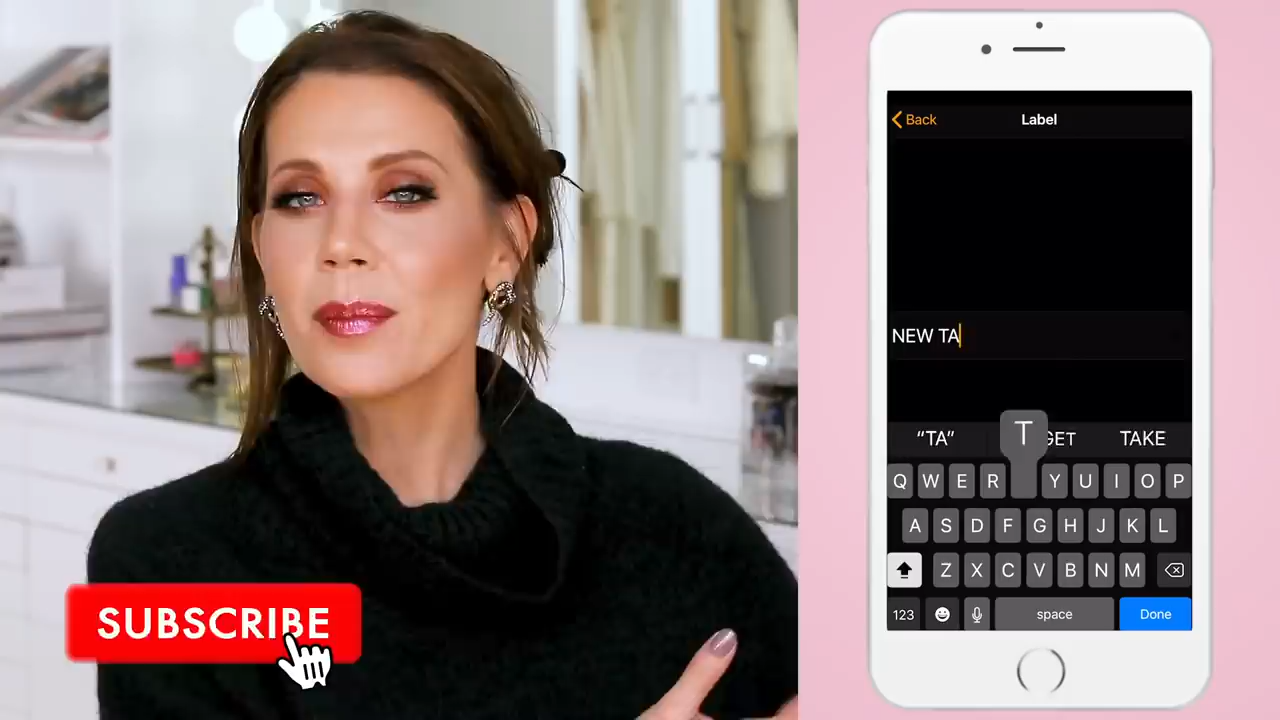 SUBSCRIBE
Back
Label
NEW TA
“TA”
GET
TAKE
T
Q W E R Y U I O P
A S D F G H J K L
Z X C V B N M
123
space
Done